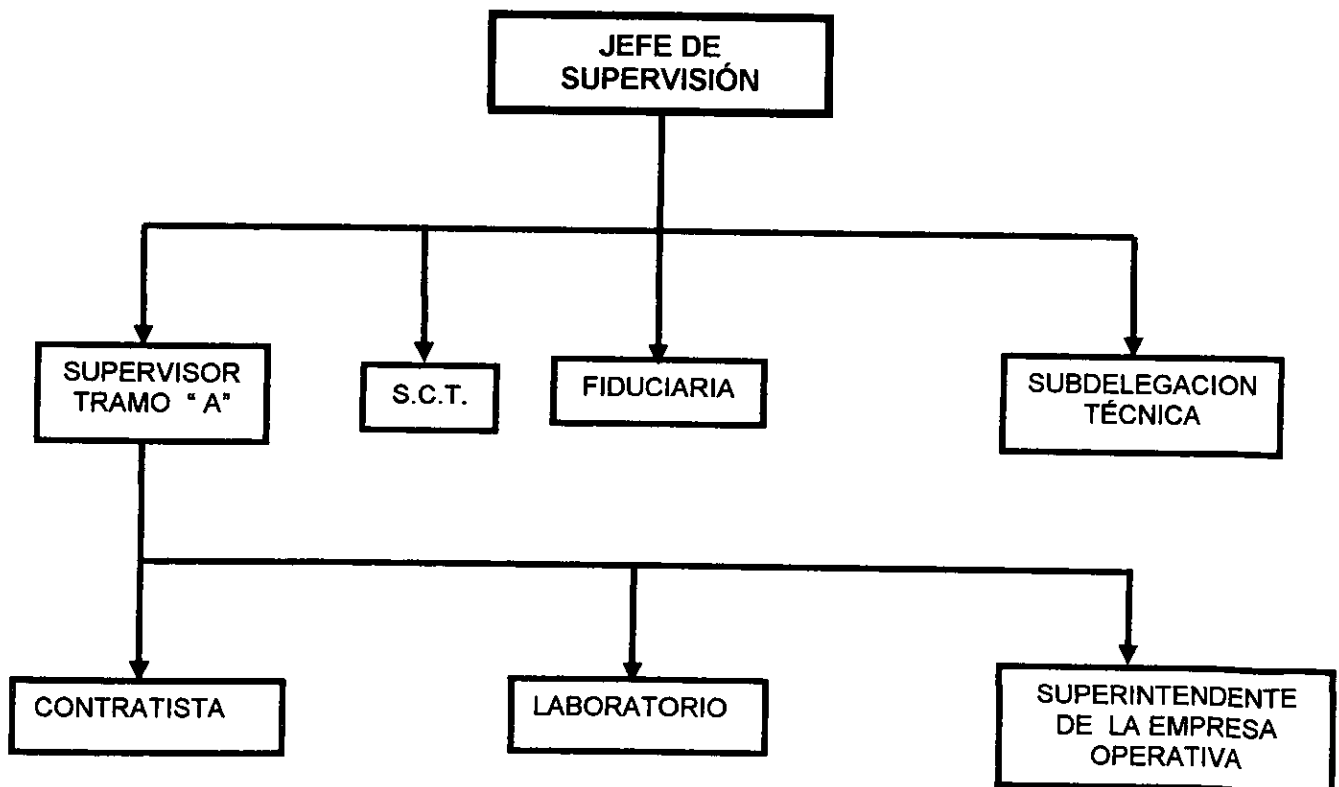 JEFE DE
SUPERVISIÓN
SUPERVISOR
TRAMO " A"
S.C.T.
FIDUCIARIA
SUBDELEGACION
TÉCNICA
CONTRATISTA
LABORATORIO
SUPERINTENDENTE
DE LA EMPRESA
OPERATIVA